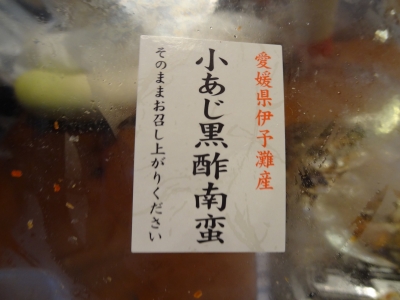 愛媛県伊予灘産
小あじ黒酢南蛮
そのままお召し上がりください